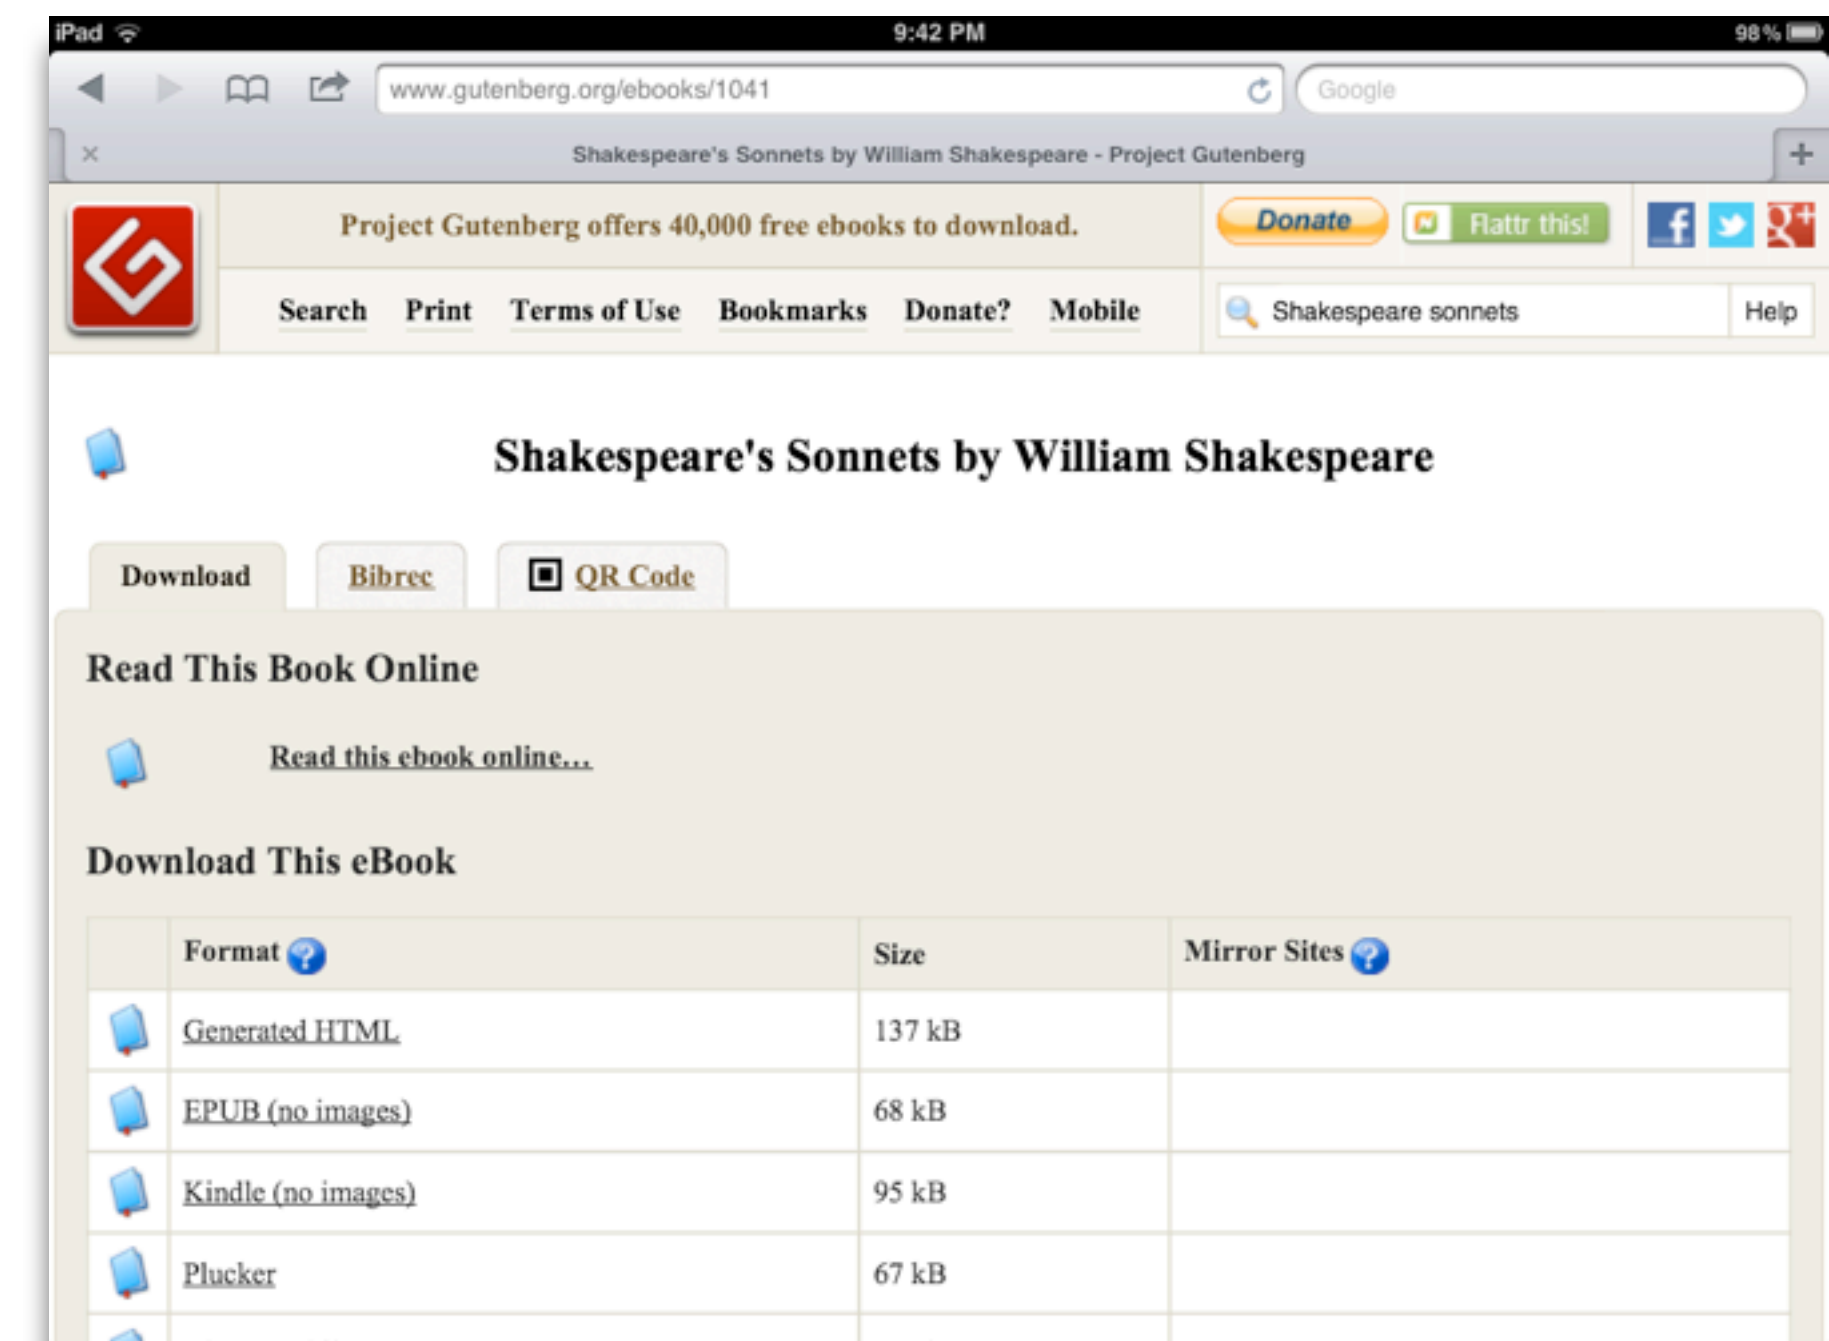 iPad 9:42 PM 98%
www.gutenberg.org/ebooks/1041 Google
Shakespeare's Sonnets by William Shakespeare - Project Gutenberg
Project Gutenberg offers 40,000 free ebooks to download. Donate Flattr this!
Search Print Terms of Use Bookmarks Donate? Mobile Shakespeare sonnets Help
Shakespeare's Sonnets by William Shakespeare
Download Bibrec QR Code
Read This Book Online
Read this ebook online...
Download This eBook
Format Size Mirror Sites
Generated HTML 137 kB
EPUB (no images) 68 kB
Kindle (no images) 95 kB
Plucker 67 kB